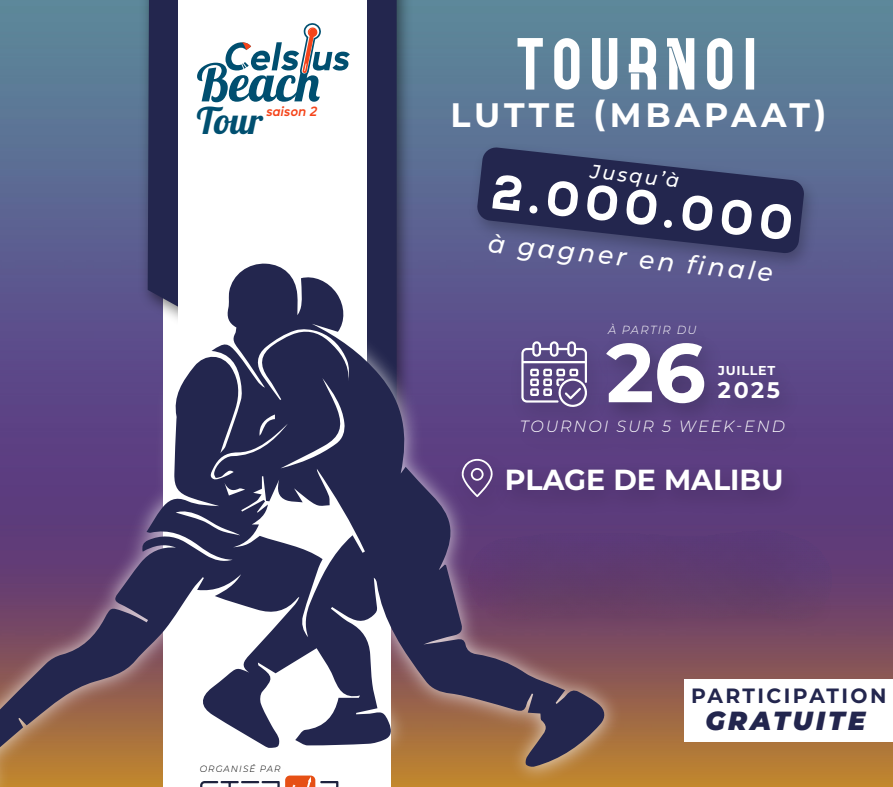 Celsius
Beach
Tour saison 2
TOURNOI
LUTTE (MBAPAAT)
Jusqu'à
2.000.000
à gagner en finale
À PARTIR DU
26 JUILLET
2025
TOURNOI SUR 5 WEEK-END
PLAGE DE MALIBU
PARTICIPATION
GRATUITE
ORGANISÉ PAR